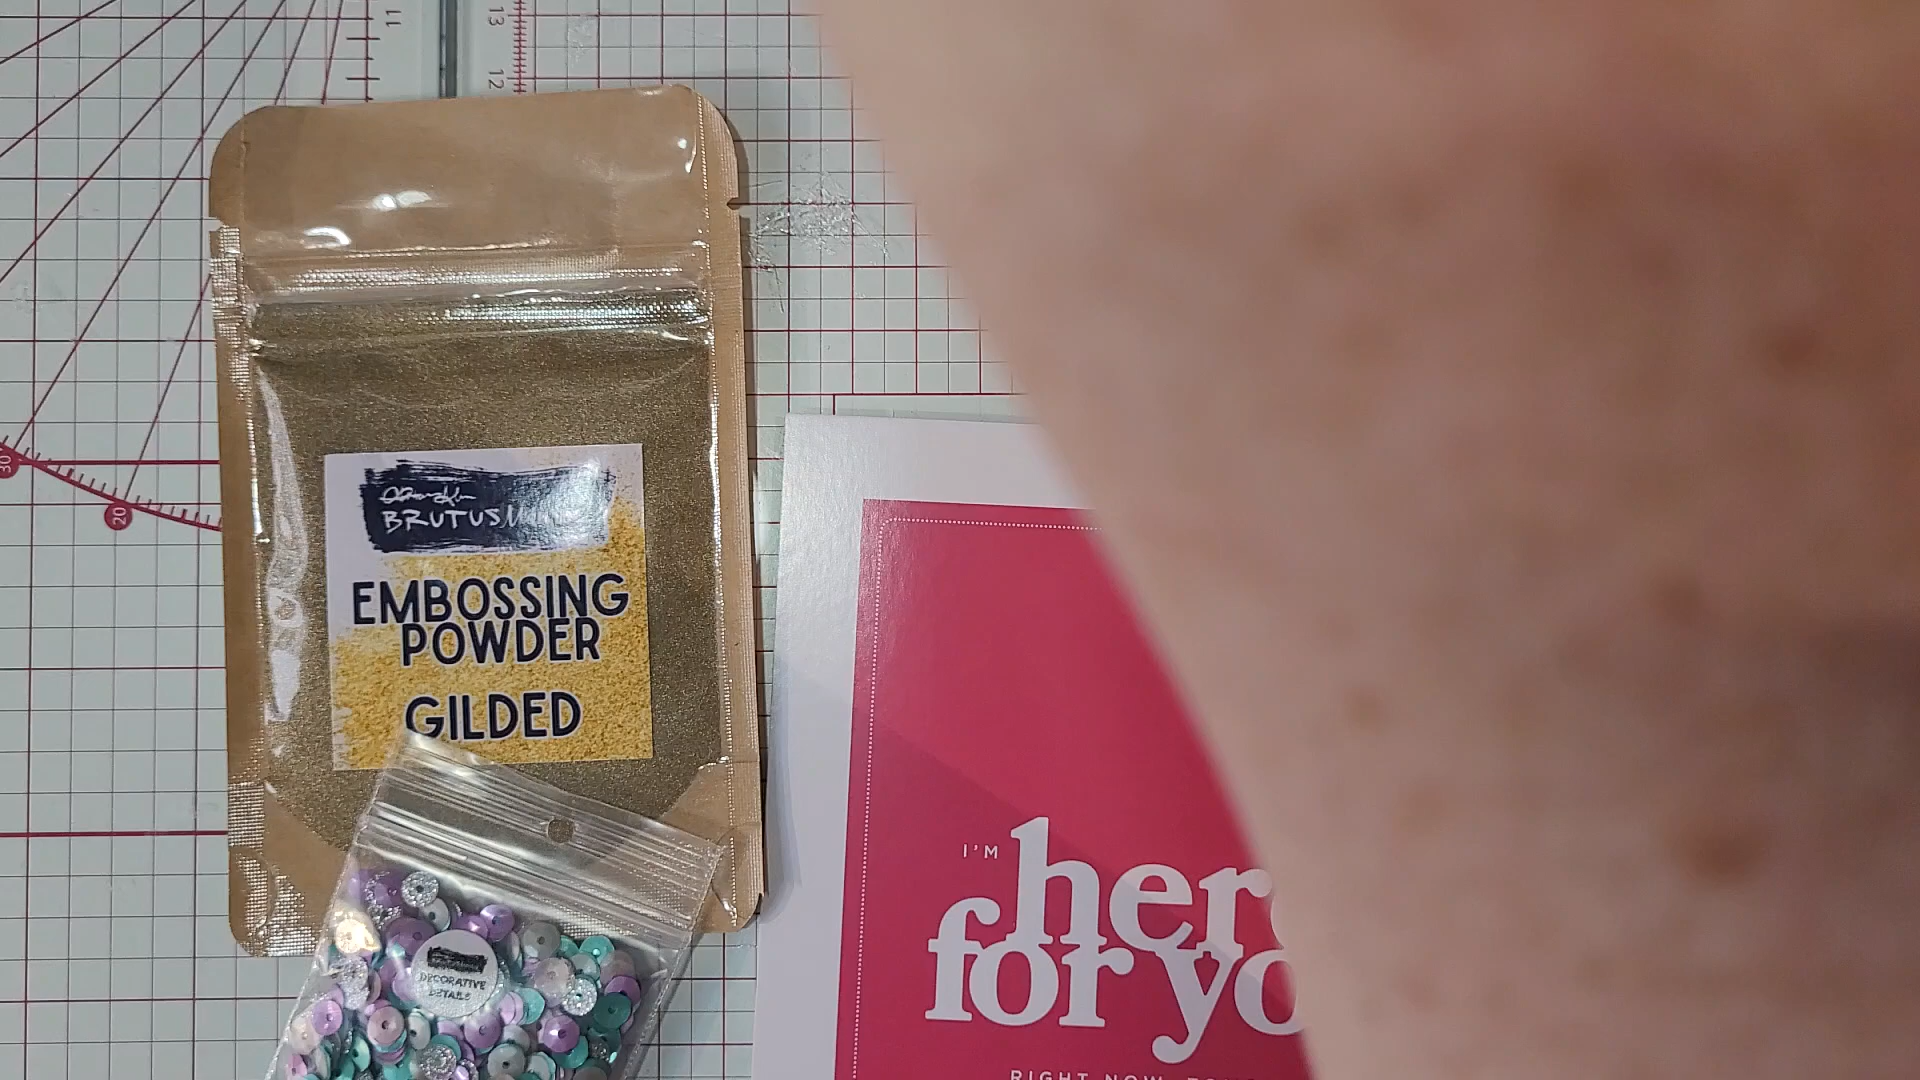 11
13
12
30
20
BRUTUS
EMBOSSING
POWDER
GILDED
DECORATIVE
DETAILS
I'M
her
for yo
RIGHT NOW,